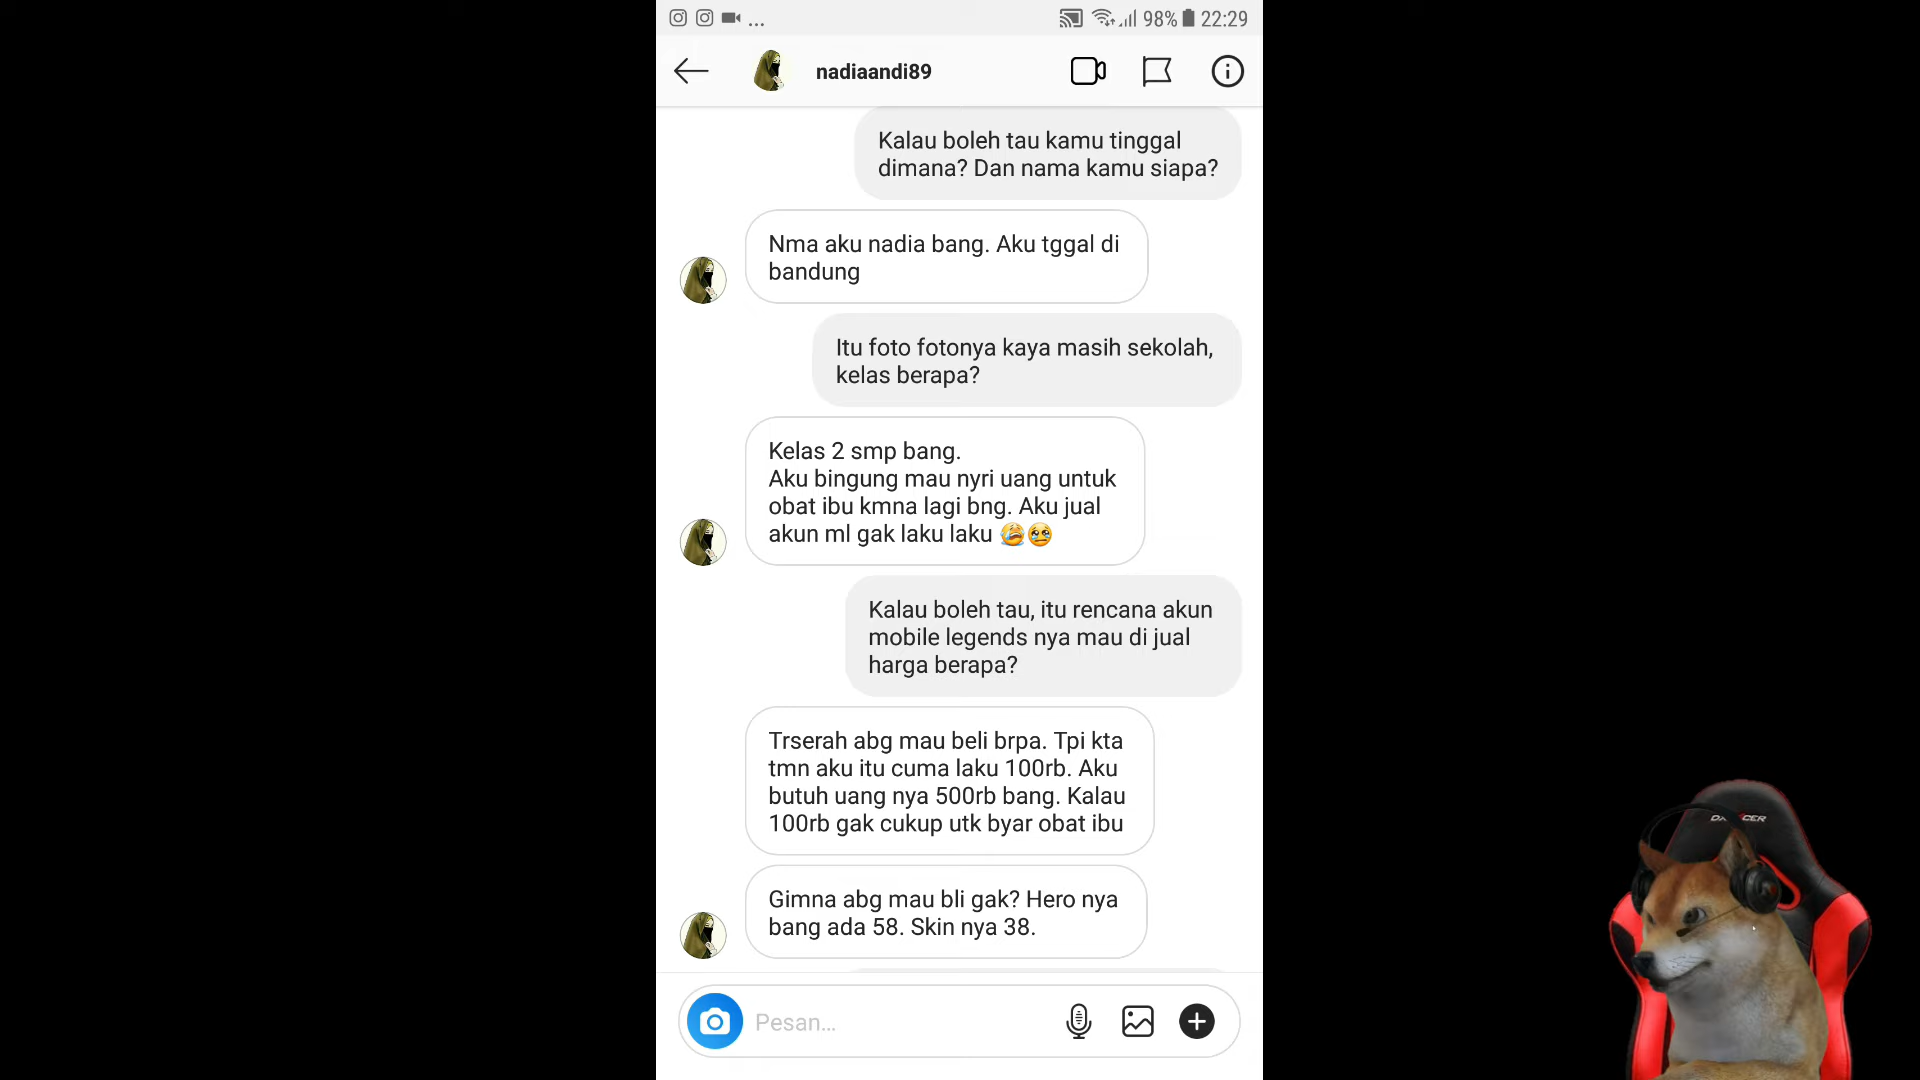 ... 98% 22:29
nadiaandi89
Kalau boleh tau kamu tinggal
dimana? Dan nama kamu siapa?
Nma aku nadia bang. Aku tggal di
bandung
Itu foto fotonya kaya masih sekolah,
kelas berapa?
Kelas 2 smp bang.
Aku bingung mau nyri uang untuk
obat ibu kmna lagi bng. Aku jual
akun ml gak laku laku 😭😢
Kalau boleh tau, itu rencana akun
mobile legends nya mau di jual
harga berapa?
Trserah abg mau beli brpa. Tpi kta
tmn aku itu cuma laku 100rb. Aku
butuh uang nya 500rb bang. Kalau
100rb gak cukup utk byar obat ibu
Gimna abg mau bli gak? Hero nya
bang ada 58. Skin nya 38.
Pesan...